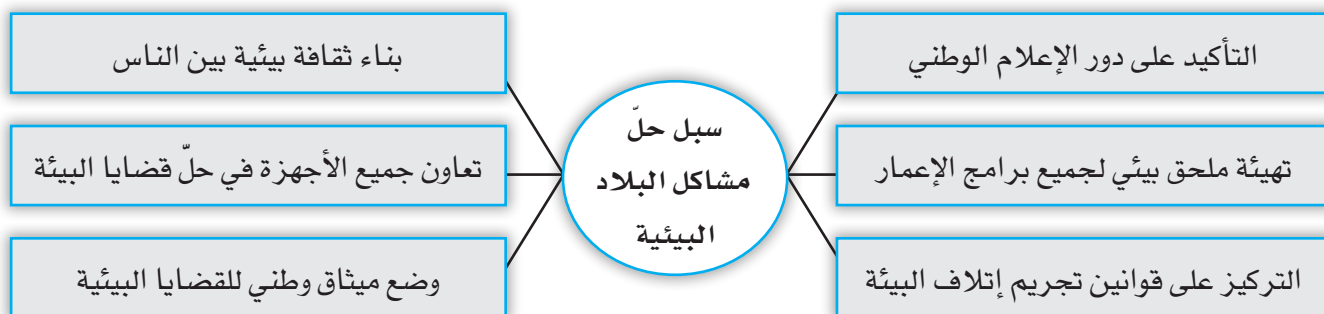 التأكيد على دور الإعلام الوطني
تهيئة ملحق بيئي لجميع برامج الإعمار
التركيز على قوانين تجريم إتلاف البيئة
سبل حلّ
مشاكل البلاد
البيئية
بناء ثقافة بيئية بين الناس
تعاون جميع الأجهزة في حلّ قضايا البيئة
وضع ميثاق وطني للقضايا البيئية